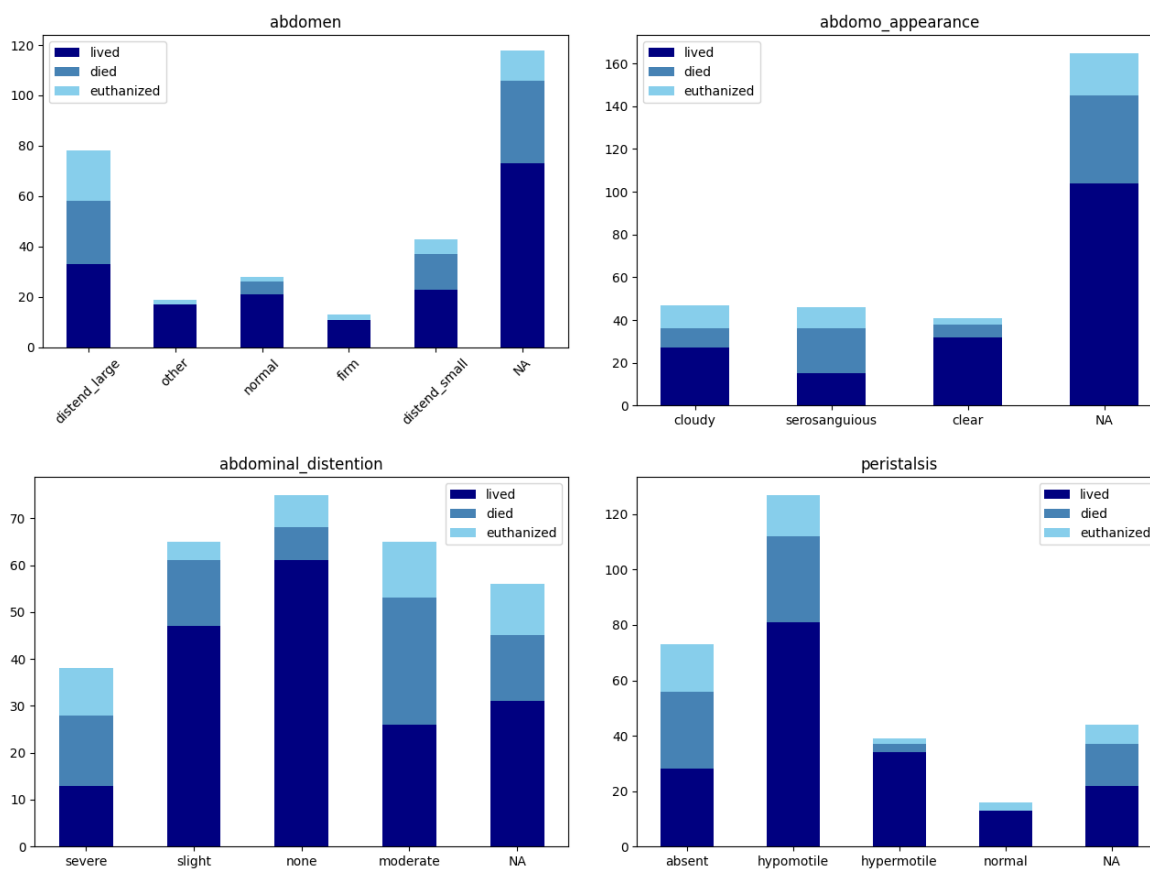 abdomen
lived
died
euthanized
120
100
80
60
40
20
0
distend_large
other
normal
firm
distend_small
NA
abdomo_appearance
lived
died
euthanized
160
140
120
100
80
60
40
20
0
cloudy
serosanguious
clear
NA
abdominal_distention
lived
died
euthanized
70
60
50
40
30
20
10
0
severe
slight
none
moderate
NA
peristalsis
lived
died
euthanized
120
100
80
60
40
20
0
absent
hypomotile
hypermotile
normal
NA